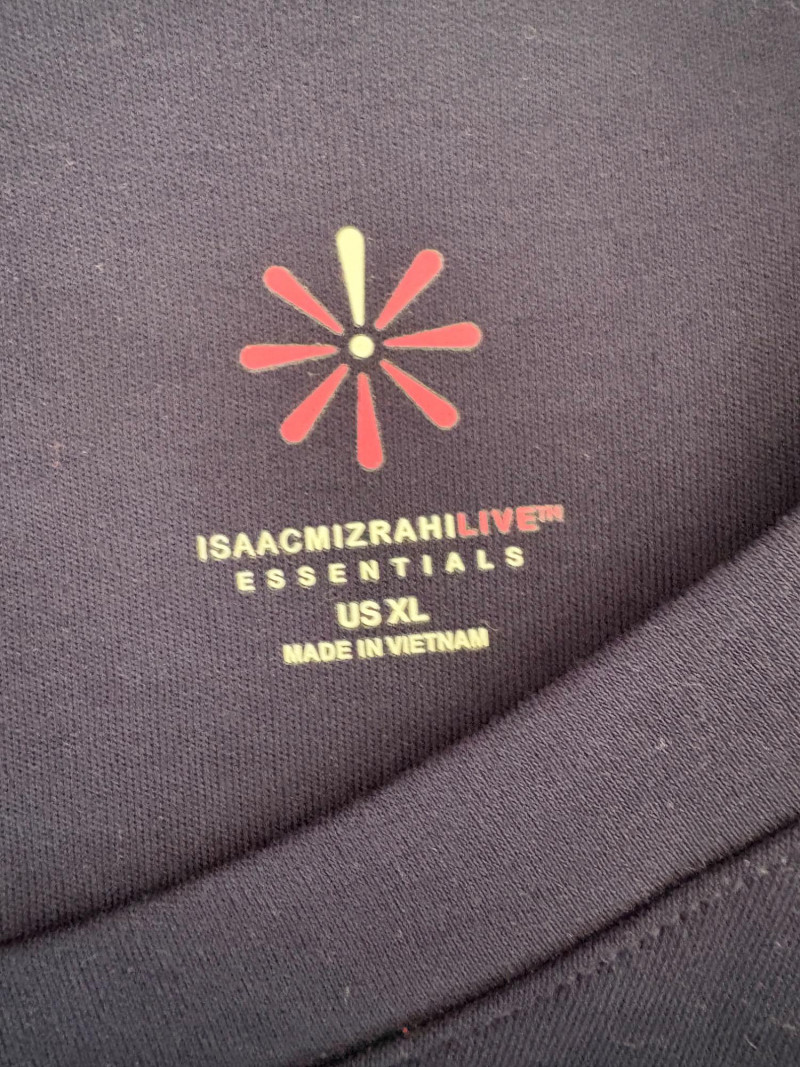 ISAACMIZRAHILIVE™
ESSENTIALS
US XL
MADE IN VIETNAM